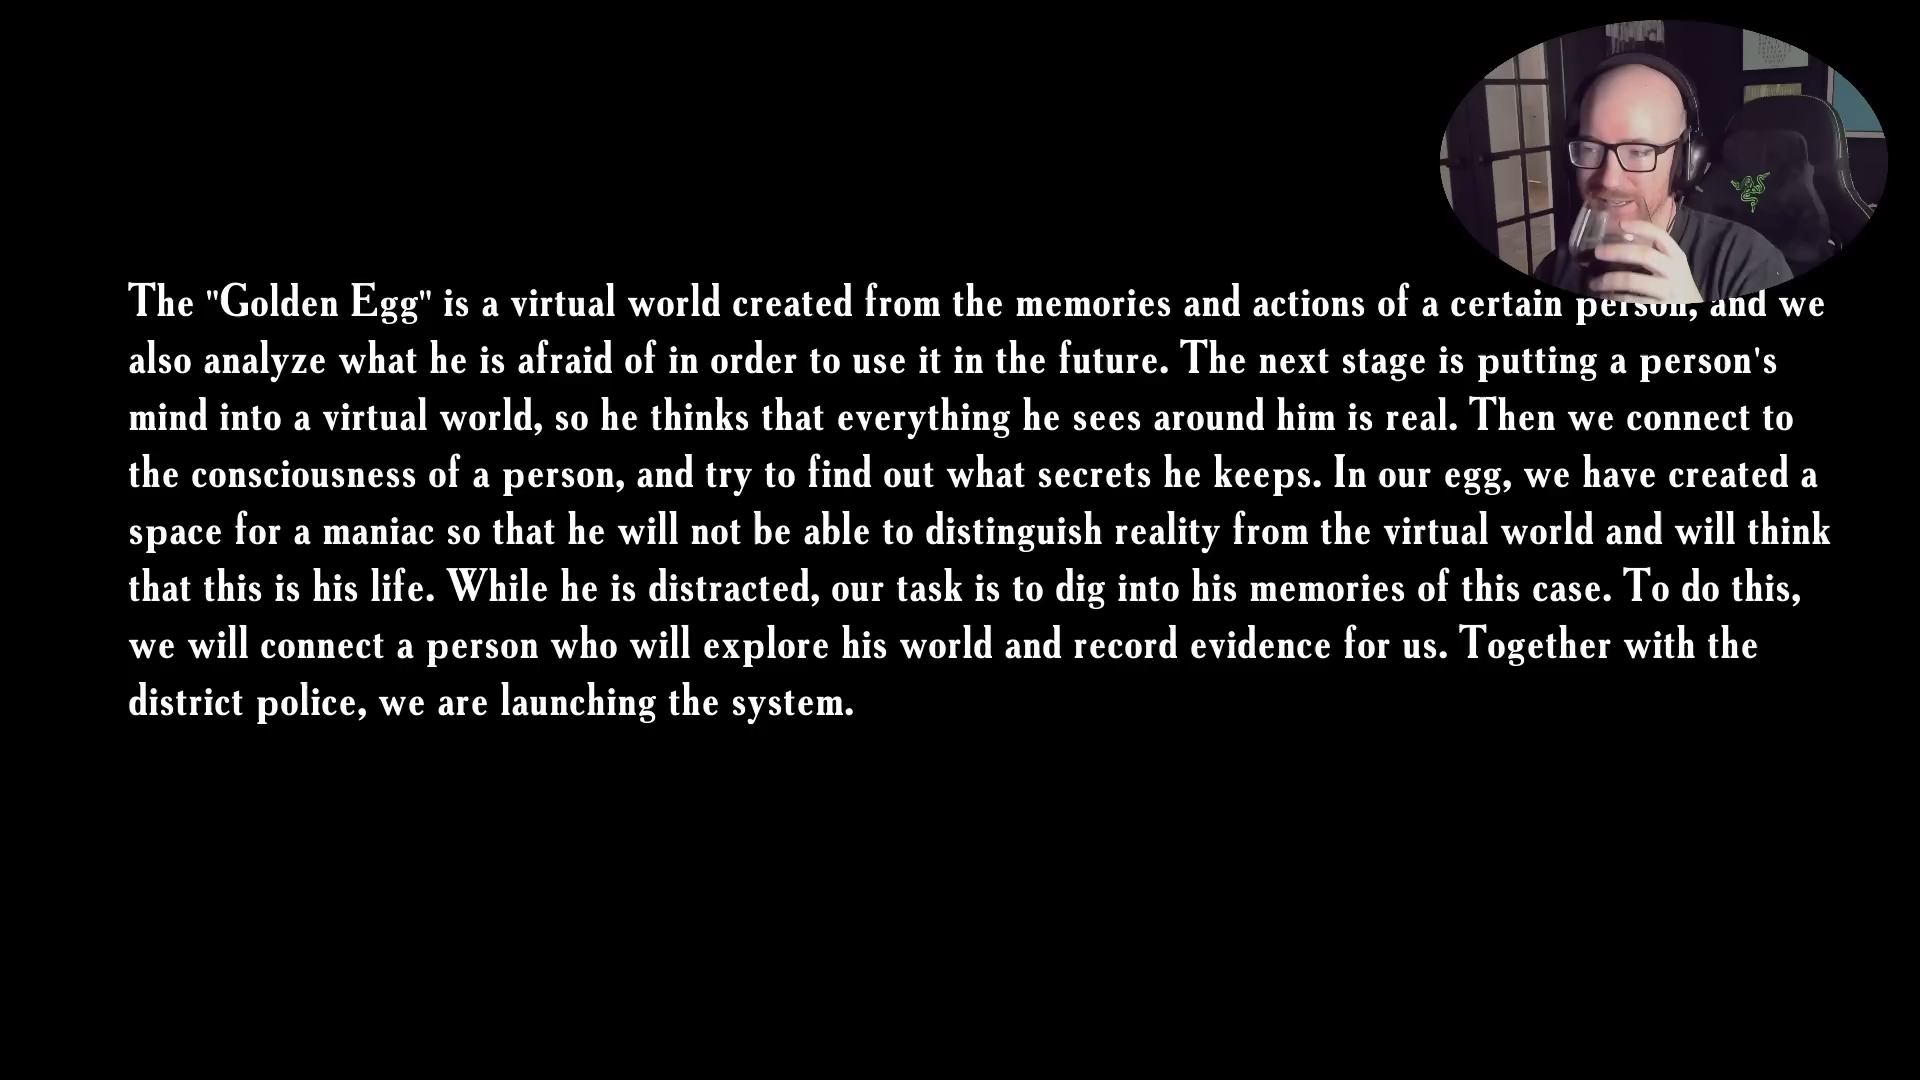 The "Golden Egg" is a virtual world created from the memories and actions of a certain person, and we
also analyze what he is afraid of in order to use it in the future. The next stage is putting a person's
mind into a virtual world, so he thinks that everything he sees around him is real. Then we connect to
the consciousness of a person, and try to find out what secrets he keeps. In our egg, we have created a
space for a maniac so that he will not be able to distinguish reality from the virtual world and will think
that this is his life. While he is distracted, our task is to dig into his memories of this case. To do this,
we will connect a person who will explore his world and record evidence for us. Together with the
district police, we are launching the system.